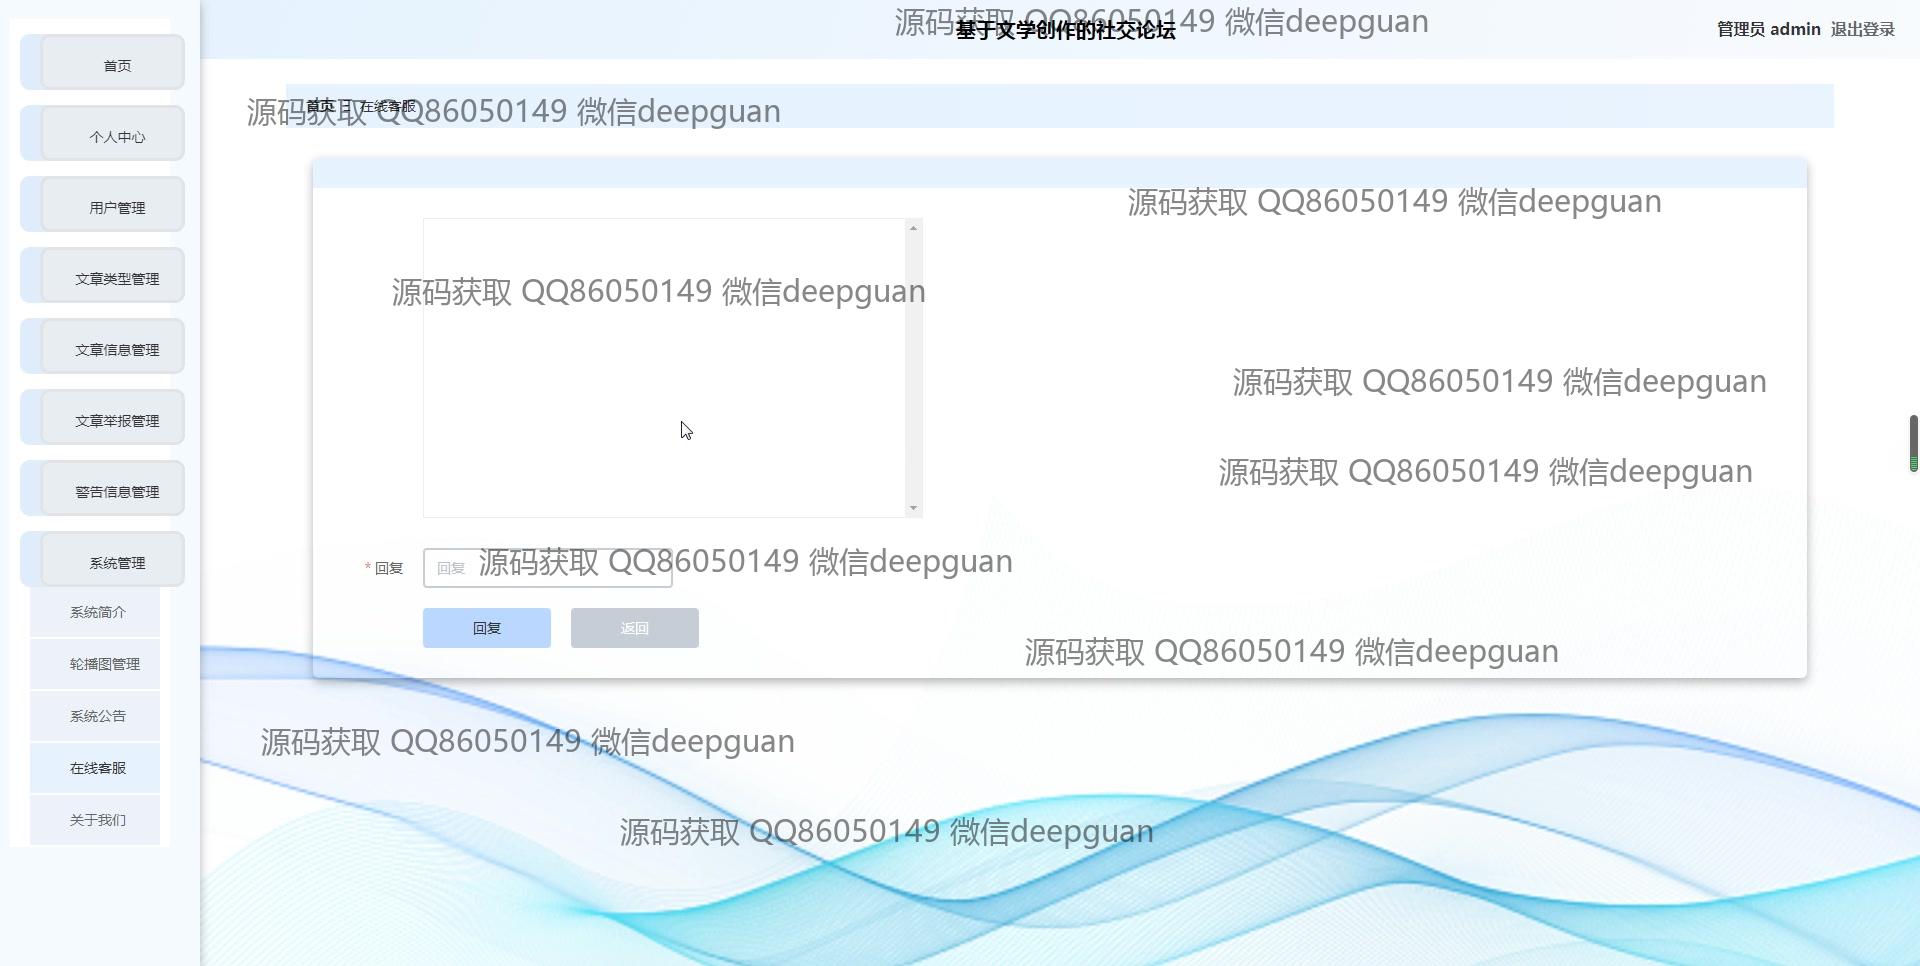 源码获取 QQ86050149 微信deepguan
基于文学创作的社交论坛
管理员 admin 退出登录
首页
个人中心
用户管理
文章类型管理
文章信息管理
文章举报管理
警告信息管理
系统管理
系统简介
轮播图管理
系统公告
在线客服
关于我们
首页 在线客服
源码获取 QQ86050149 微信deepguan
源码获取 QQ86050149 微信deepguan
源码获取 QQ86050149 微信deepguan
源码获取 QQ86050149 微信deepguan
源码获取 QQ86050149 微信deepguan
*回复 回复
源码获取 QQ86050149 微信deepguan
回复 返回
源码获取 QQ86050149 微信deepguan
源码获取 QQ86050149 微信deepguan
源码获取 QQ86050149 微信deepguan